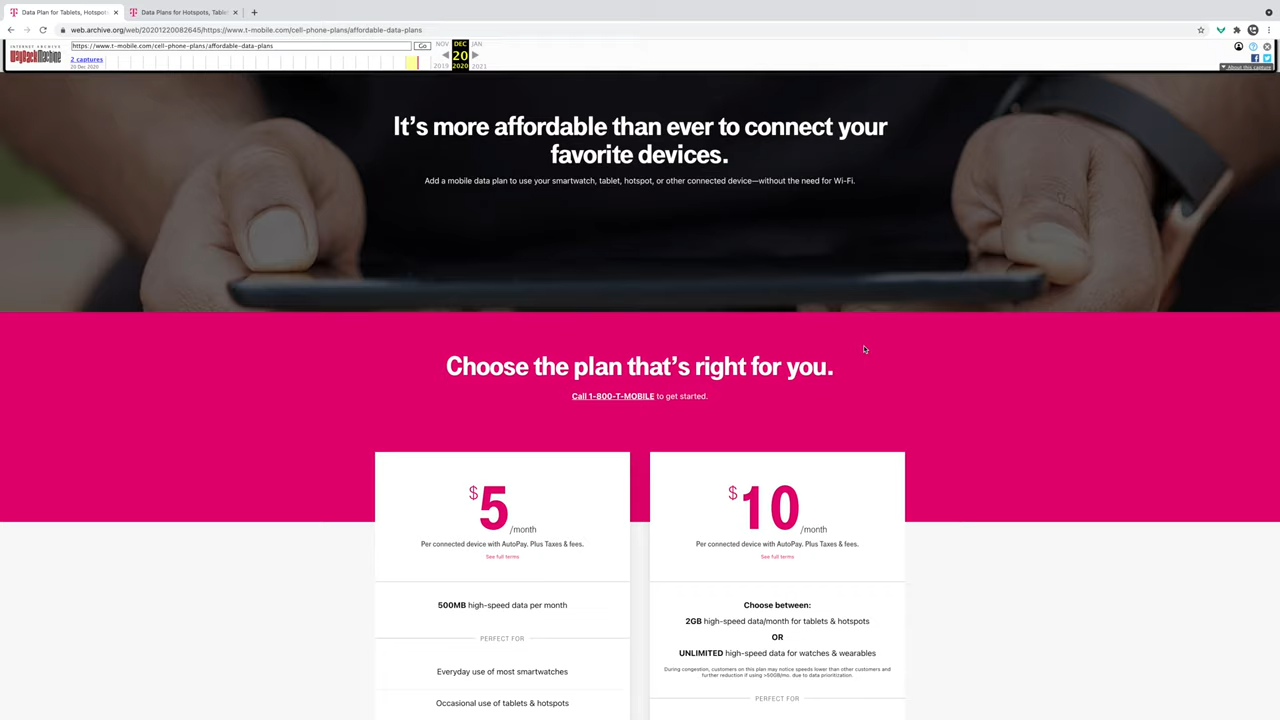 Data Plan for Tablets, Hotspots
Data Plans for Hotspots, Tablet
web.archive.org/web/20201220082645/https://www.t-mobile.com/cell-phone-plans/affordable-data-plans
INTERNET ARCHIVE
WayBackMachine
https://www.t-mobile.com/cell-phone-plans/affordable-data-plans
Go
NOV DEC JAN
2 captures
20 Dec 2020
20
2019 2020 2021
About this capture
It's more affordable than ever to connect your
favorite devices.
Add a mobile data plan to use your smartwatch, tablet, hotspot, or other connected device—without the need for Wi-Fi.
Choose the plan that's right for you.
Call 1-800-T-MOBILE to get started.
$5/month
Per connected device with AutoPay. Plus Taxes & fees.
See full terms
500MB high-speed data per month
PERFECT FOR
Everyday use of most smartwatches
Occasional use of tablets & hotspots
$10/month
Per connected device with AutoPay. Plus Taxes & fees.
See full terms
Choose between:
2GB high-speed data/month for tablets & hotspots
OR
UNLIMITED high-speed data for watches & wearables
During congestion, customers on this plan may notice speeds lower than other customers and
further reduction if using >50GB/mo. due to data prioritization.
PERFECT FOR